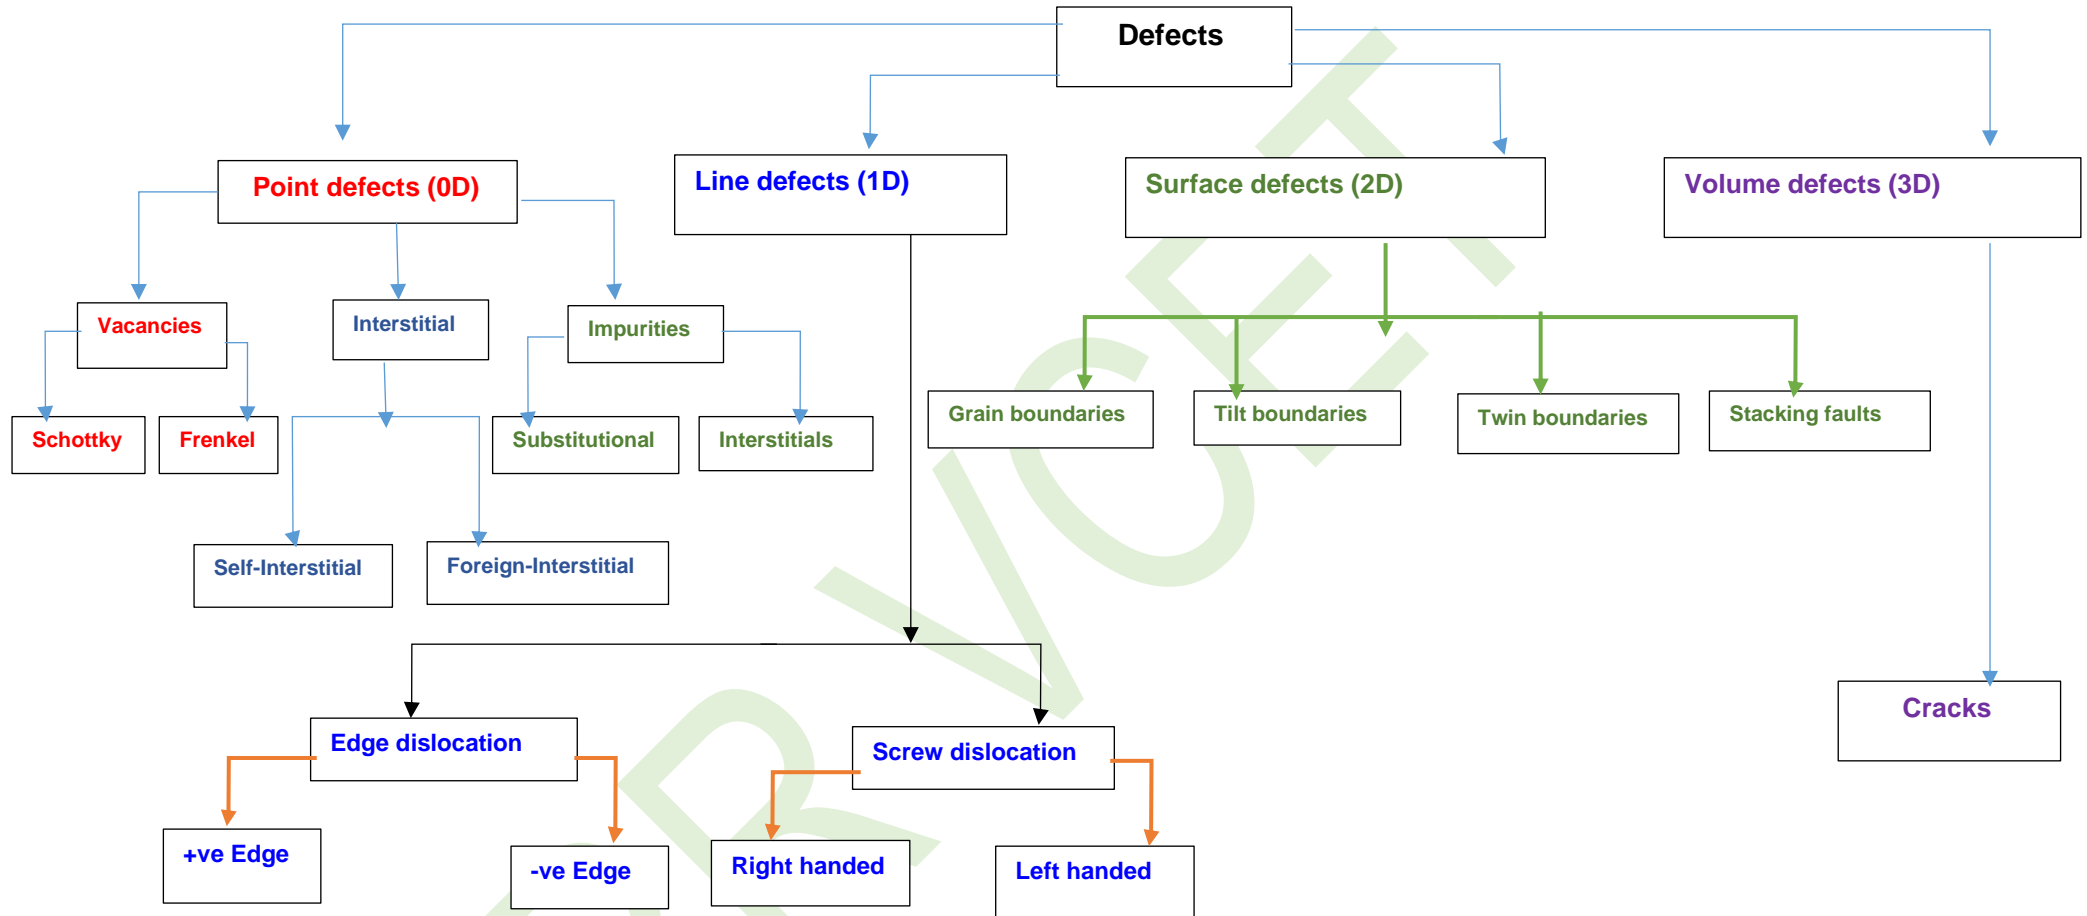 Defects
Point defects (0D)
Line defects (1D)
Surface defects (2D)
Volume defects (3D)
Vacancies
Interstitial
Impurities
Schottky
Frenkel
Substitutional
Interstitials
Grain boundaries
Tilt boundaries
Twin boundaries
Stacking faults
Self-Interstitial
Foreign-Interstitial
Edge dislocation
Screw dislocation
Cracks
+ve Edge
-ve Edge
Right handed
Left handed
R VCET